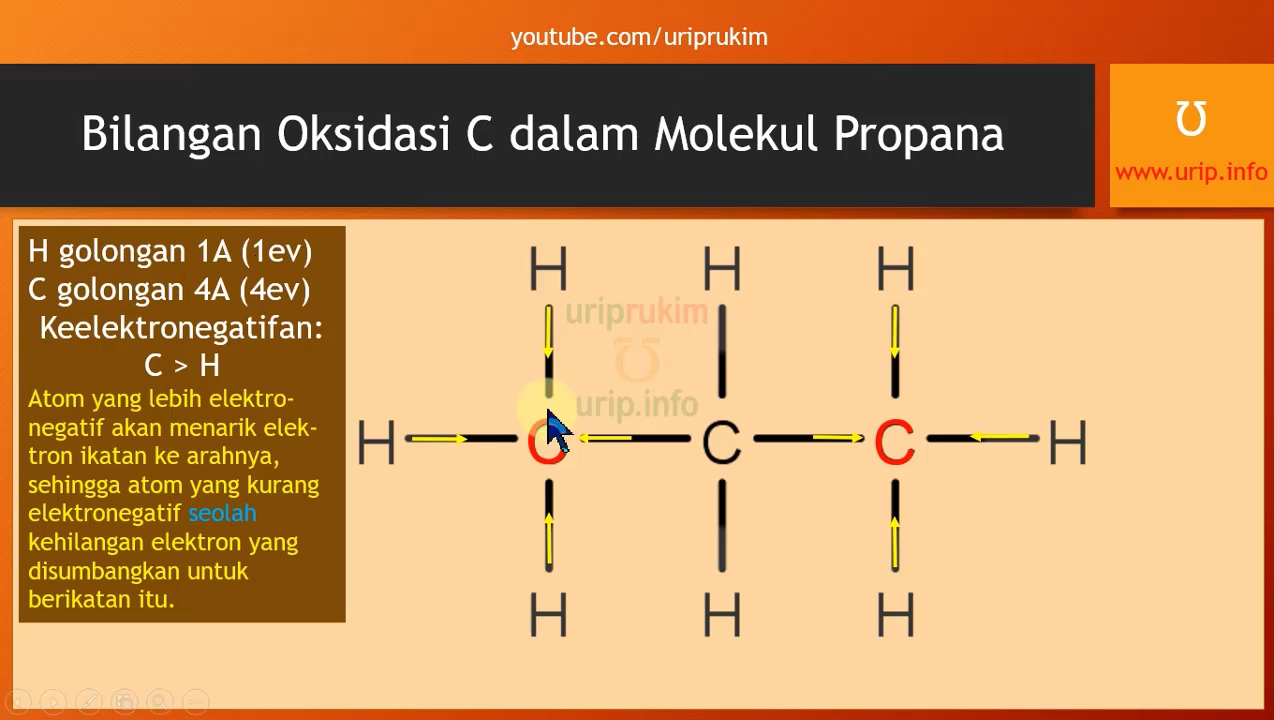 youtube.com/uriprukim
Bilangan Oksidasi C dalam Molekul Propana
Ʊ
www.urip.info
H golongan 1A (1ev)
C golongan 4A (4ev)
Keelektronegatifan:
C > H
Atom yang lebih elektro-
negatif akan menarik elek-
tron ikatan ke arahnya,
sehingga atom yang kurang
elektronegatif seolah
kehilangan elektron yang
disumbangkan untuk
berikatan itu.
H H H
uriprukim
Ʊ
urip.info
H C C C H
H H H